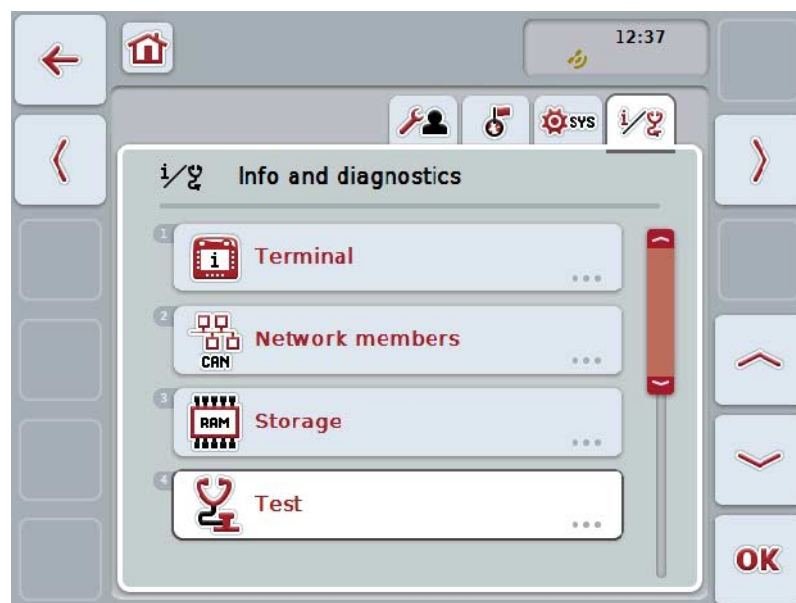 12:37
SYS
i
i
Info and diagnostics
1
i
Terminal
2
CAN
Network members
3
RAM
Storage
4
Test
OK